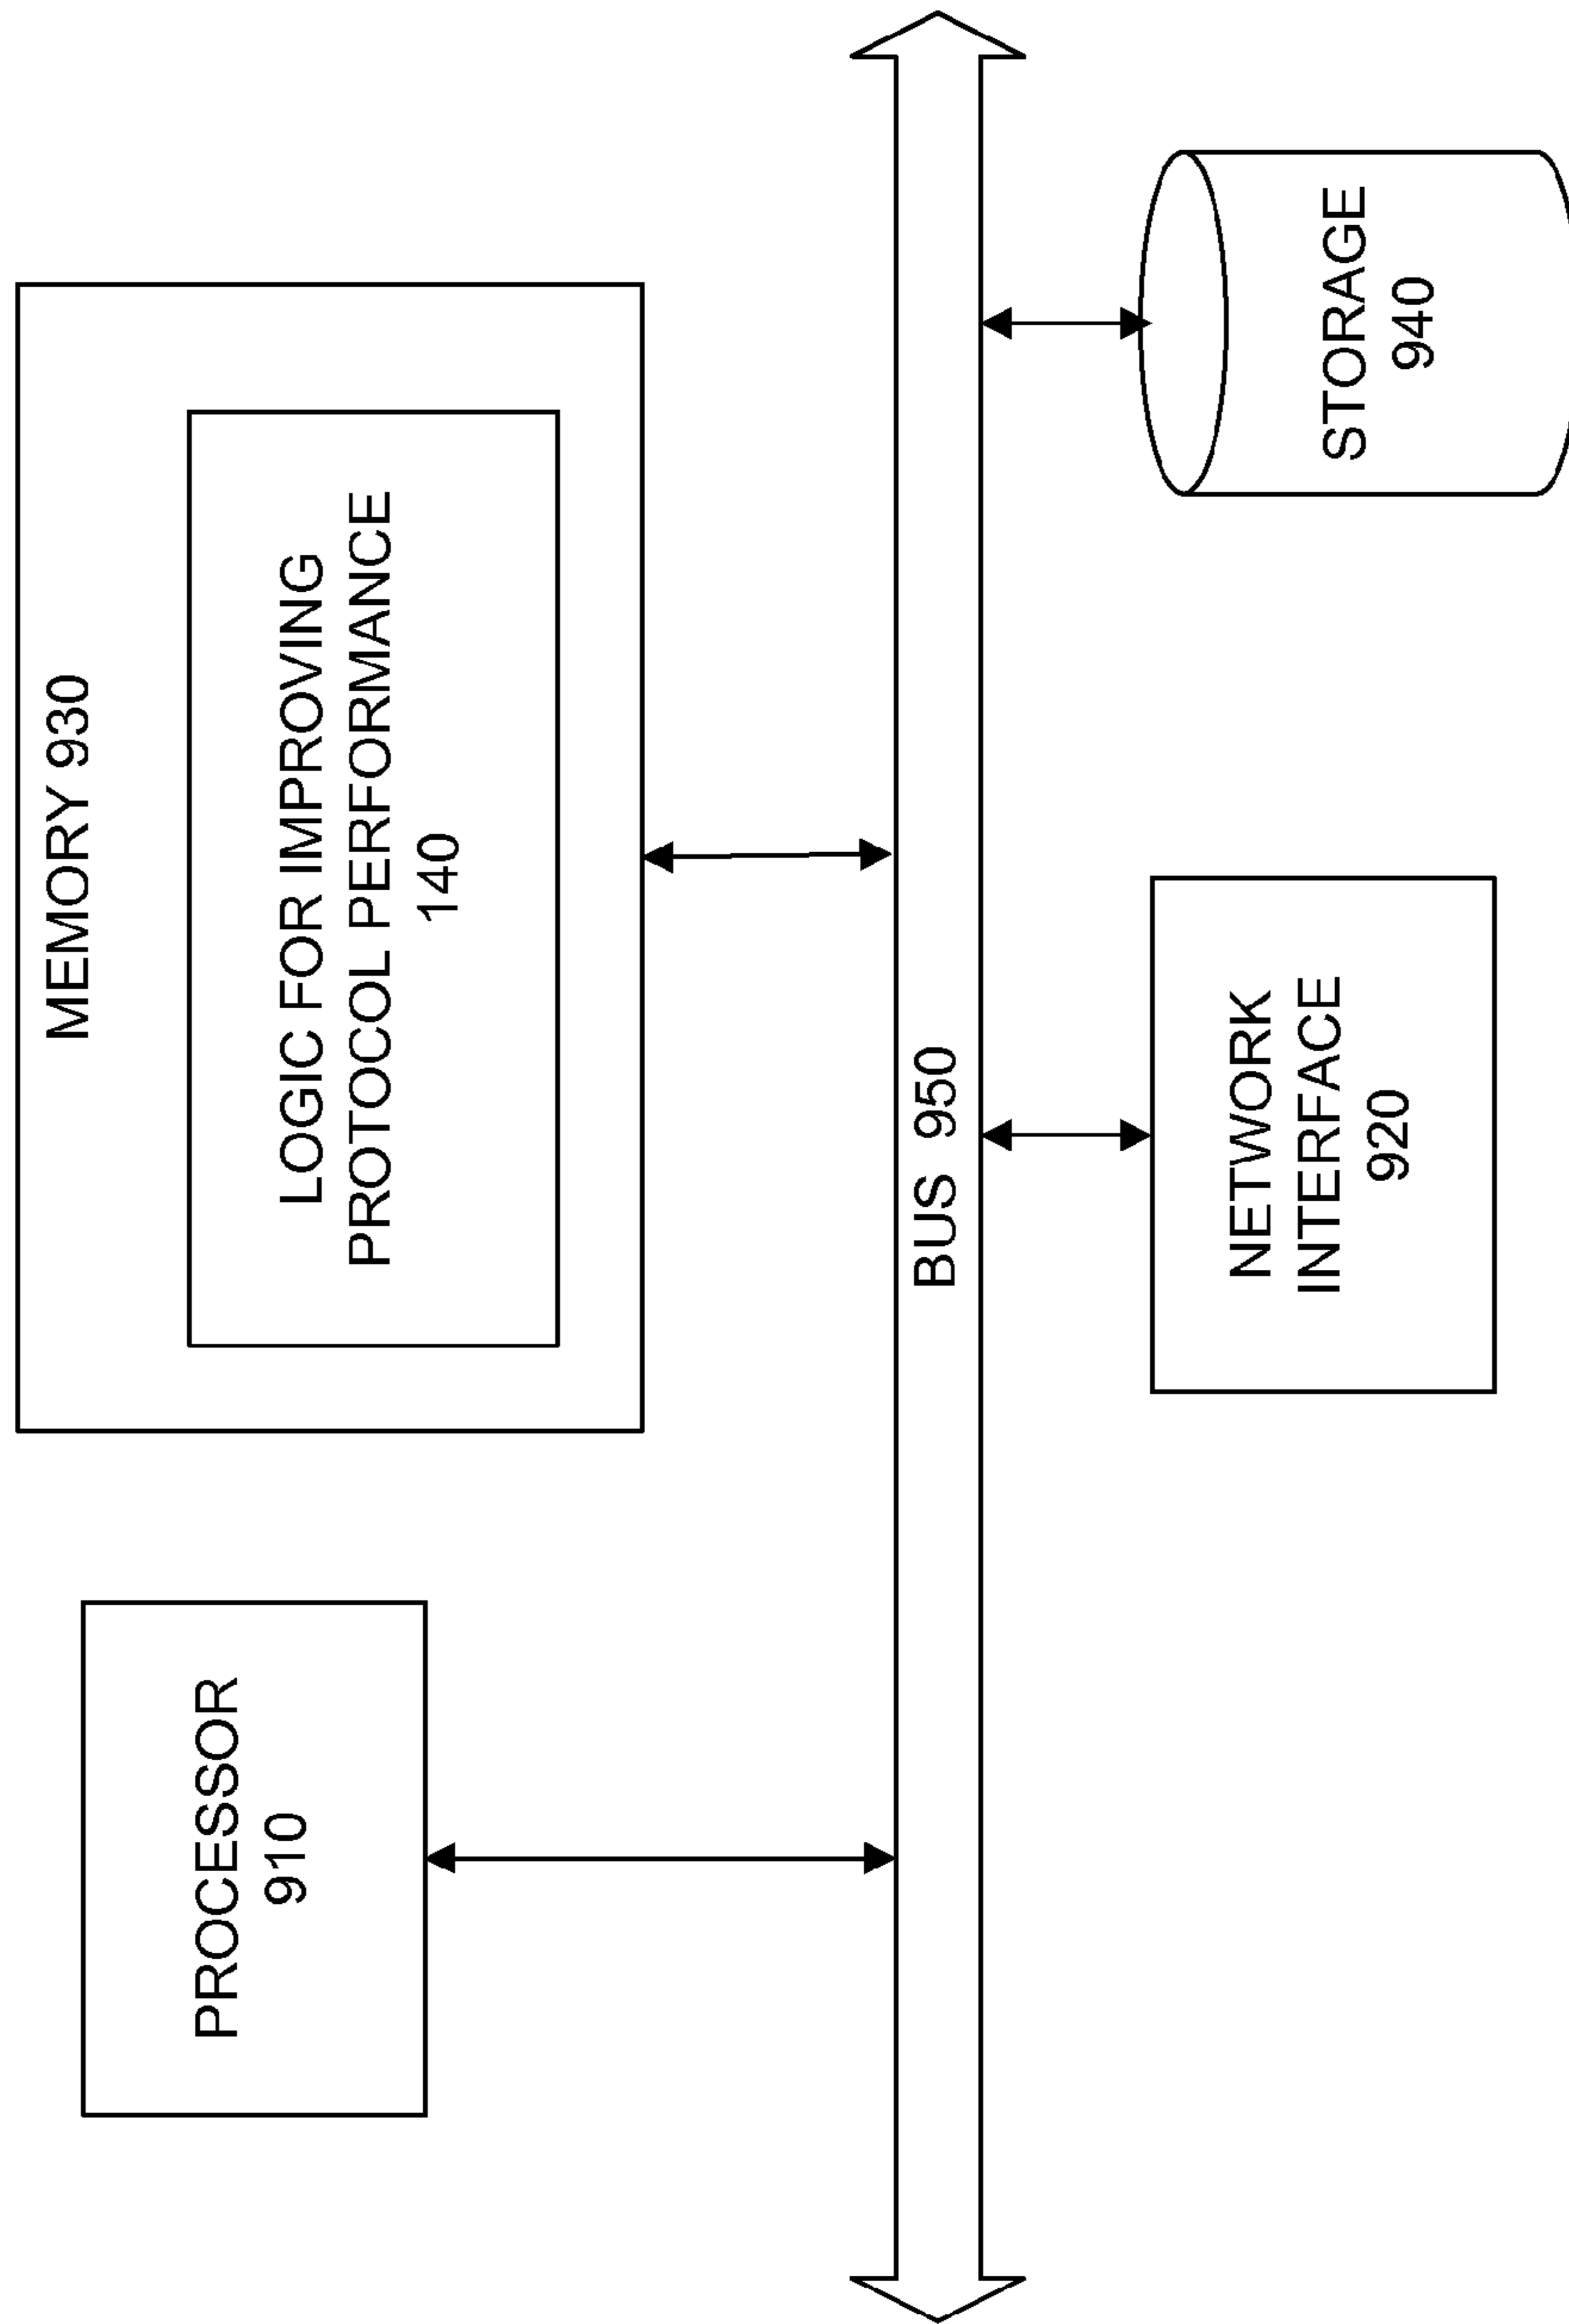 PROCESSOR
910
MEMORY 930
LOGIC FOR IMPROVING
PROTOCOL PERFORMANCE
140
BUS 950
NETWORK
INTERFACE
920
STORAGE
940